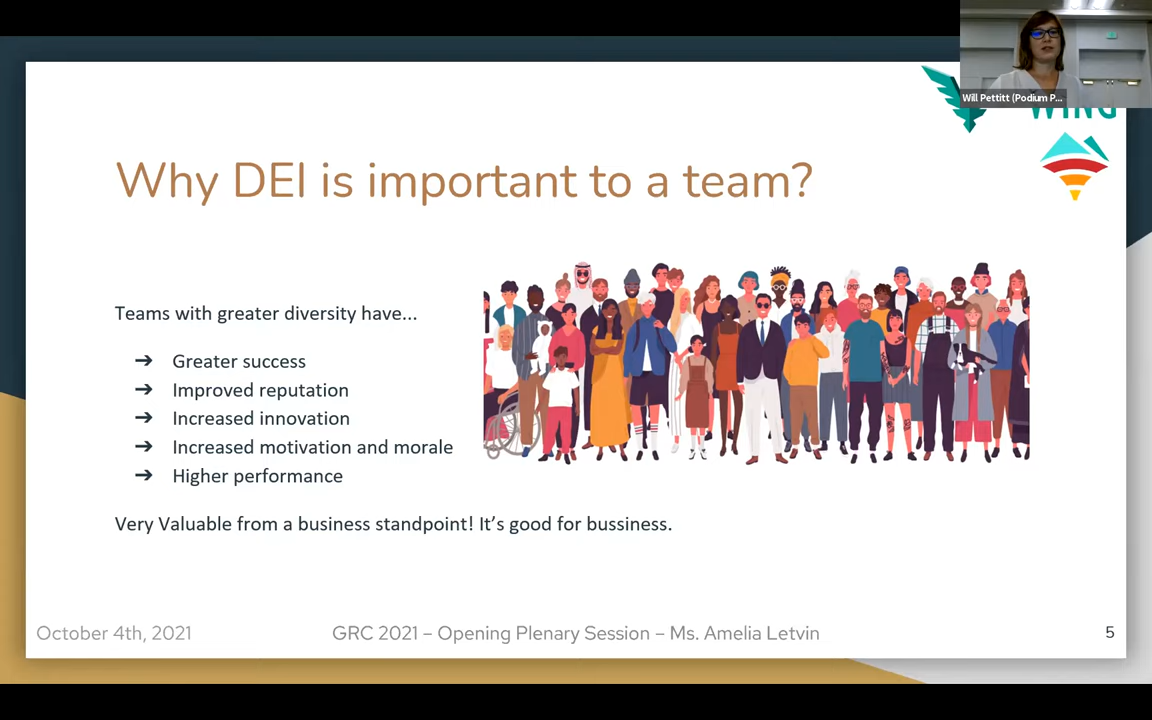 Will Pettitt (Podium P...
WING
Why DEI is important to a team?
Teams with greater diversity have...
➔ Greater success
➔ Improved reputation
➔ Increased innovation
➔ Increased motivation and morale
➔ Higher performance
Very Valuable from a business standpoint! It's good for bussiness.
October 4th, 2021
GRC 2021 – Opening Plenary Session – Ms. Amelia Letvin
5